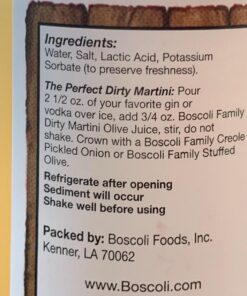 Ingredients:
Water, Salt, Lactic Acid, Potassium
Sorbate (to preserve freshness).
The Perfect Dirty Martini: Pour
2 1/2 oz. of your favorite gin or
vodka over ice, add 3/4 oz. Boscoli Family
Dirty Martini Olive Juice, stir, do not
shake. Crown with a Boscoli Family Creole
Pickled Onion or Boscoli Family Stuffed
Olive.
Refrigerate after opening
Sediment will occur
Shake well before using
Packed by: Boscoli Foods, Inc.
Kenner, LA 70062
www.Boscoli.com